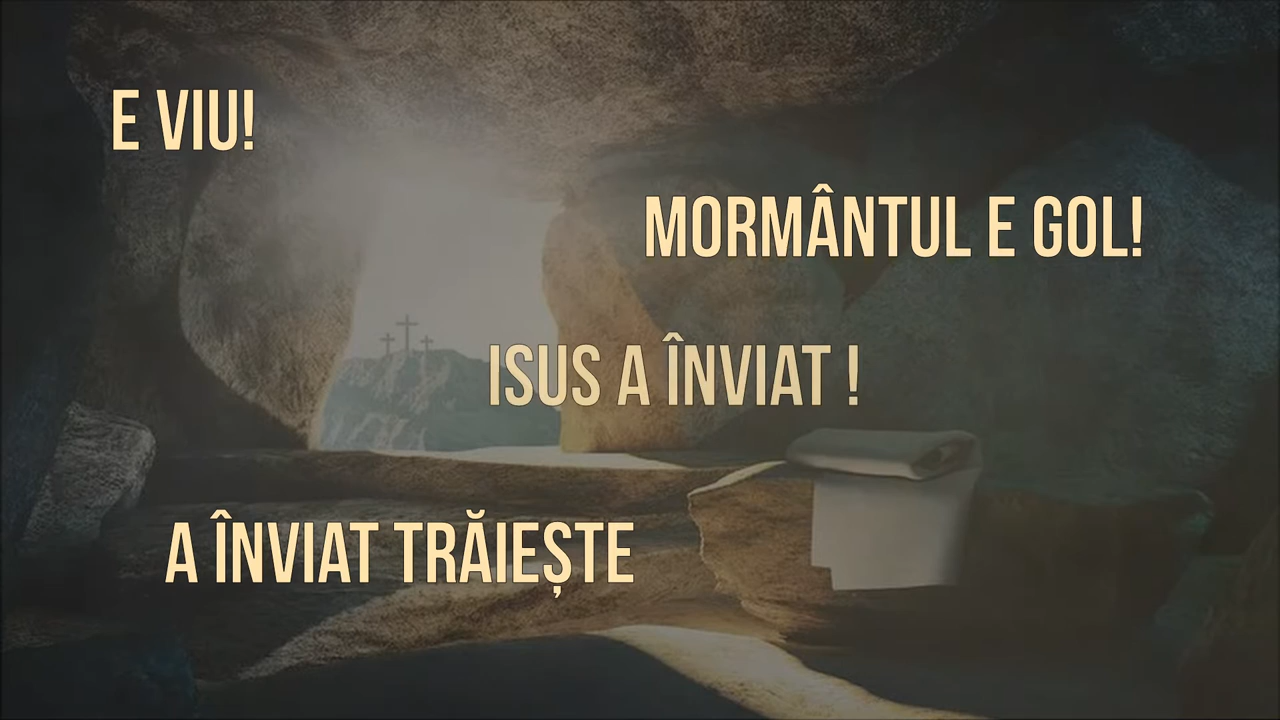 E VIU!
MORMÂNTUL E GOL!
ISUS A ÎNVIAT !
A ÎNVIAT TRĂIEȘTE